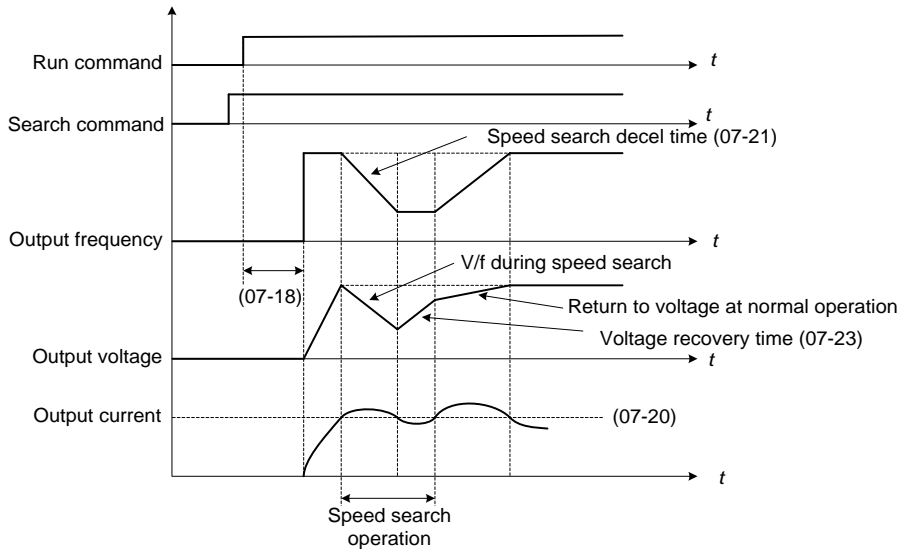 Run command
t
Search command
t
Speed search decel time (07-21)
Output frequency
t
(07-18)
V/f during speed search
Return to voltage at normal operation
Voltage recovery time (07-23)
Output voltage
t
Output current
(07-20)
t
Speed search
operation